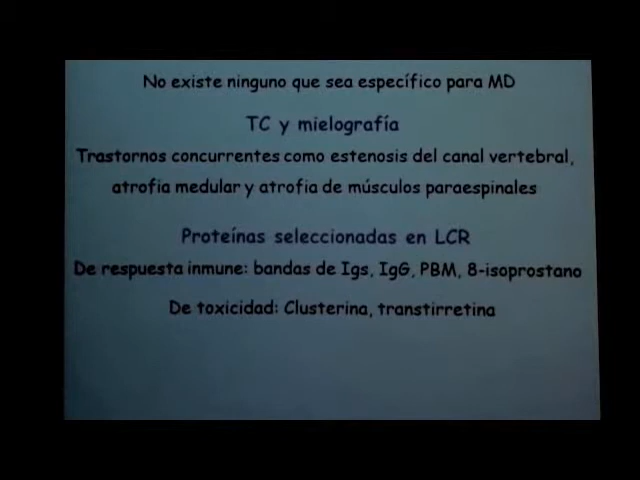 No existe ninguno que sea específico para MD
TC y mielografía
Trastornos concurrentes como estenosis del canal vertebral,
atrofia medular y atrofia de músculos paraespinales
Proteínas seleccionadas en LCR
De respuesta inmune: bandas de Igs, IgG, PBM, 8-isoprostano
De toxicidad: Clusterina, transtirretina